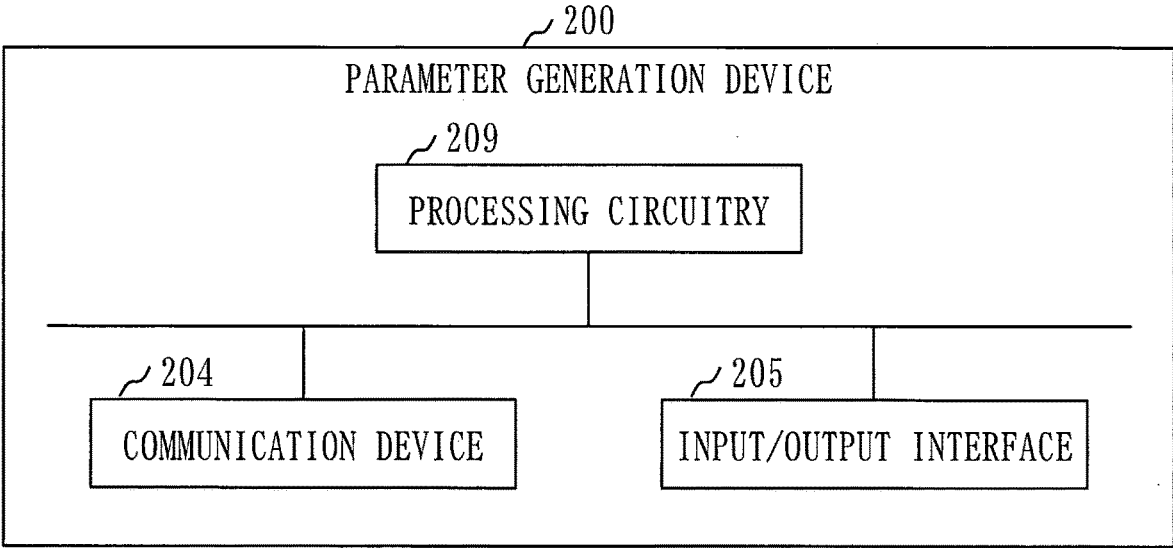 200
PARAMETER GENERATION DEVICE
209
PROCESSING CIRCUITRY
204
COMMUNICATION DEVICE
205
INPUT/OUTPUT INTERFACE